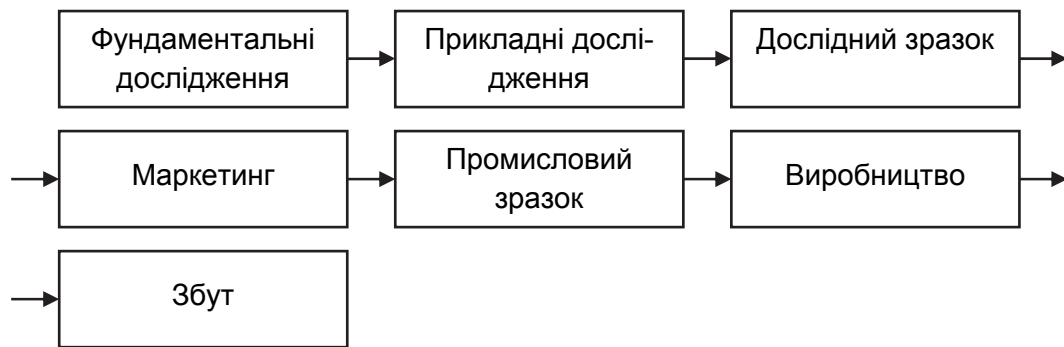 Фундаментальні
дослідження
Прикладні дослі-
дження
Дослідний зразок
Маркетинг
Промисловий
зразок
Виробництво
Збут